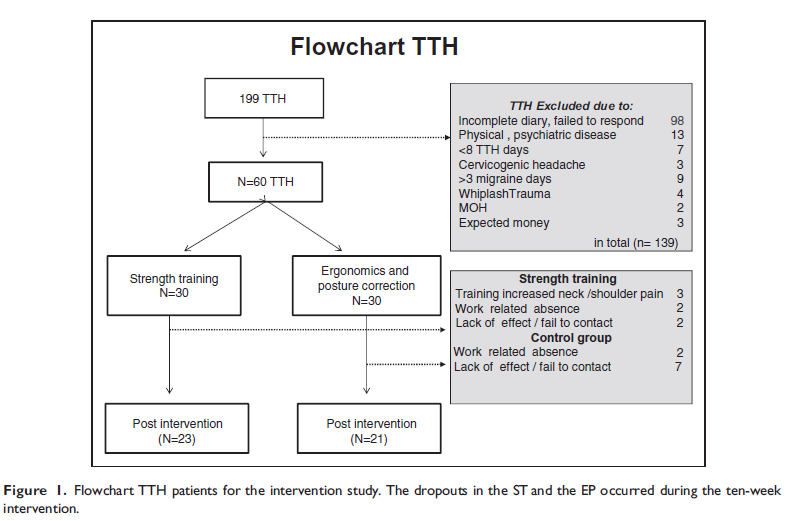 Flowchart TTH
199 TTH
TTH Excluded due to:
Incomplete diary, failed to respond 98
Physical , psychiatric disease 13
<8 TTH days 7
Cervicogenic headache 3
>3 migraine days 9
WhiplashTrauma 4
MOH 2
Expected money 3
in total (n= 139)
N=60 TTH
Strength training
N=30
Ergonomics and
posture correction
N=30
Strength training
Training increased neck /shoulder pain 3
Work related absence 2
Lack of effect / fail to contact 2
Control group
Work related absence 2
Lack of effect / fail to contact 7
Post intervention
(N=23)
Post intervention
(N=21)
Figure 1. Flowchart TTH patients for the intervention study. The dropouts in the ST and the EP occurred during the ten-week
intervention.